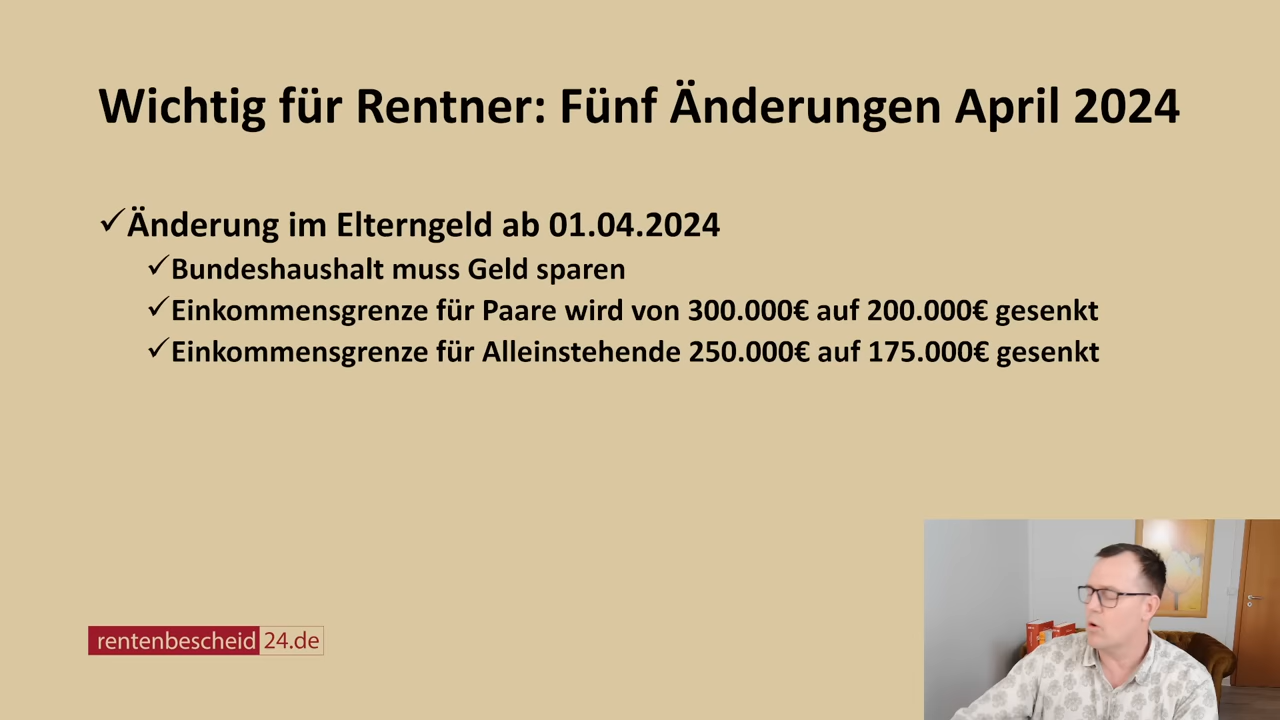 Wichtig für Rentner: Fünf Änderungen April 2024
✓Änderung im Elterngeld ab 01.04.2024
✓Bundeshaushalt muss Geld sparen
✓Einkommensgrenze für Paare wird von 300.000€ auf 200.000€ gesenkt
✓Einkommensgrenze für Alleinstehende 250.000€ auf 175.000€ gesenkt
rentenbescheid 24.de